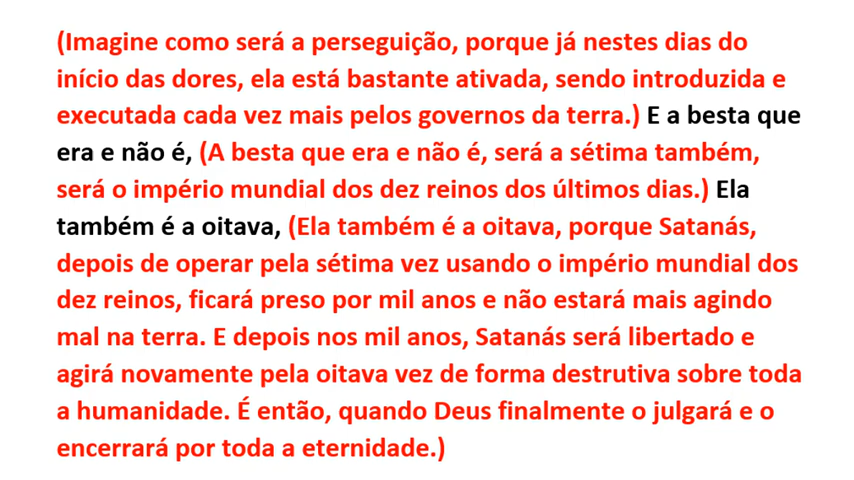 (Imagine como será a perseguição, porque já nestes dias do
início das dores, ela está bastante ativada, sendo introduzida e
executada cada vez mais pelos governos da terra.) E a besta que
era e não é, (A besta que era e não é, será a sétima também,
será o império mundial dos dez reinos dos últimos dias.) Ela
também é a oitava, (Ela também é a oitava, porque Satanás,
depois de operar pela sétima vez usando o império mundial dos
dez reinos, ficará preso por mil anos e não estará mais agindo
mal na terra. E depois nos mil anos, Satanás será libertado e
agirá novamente pela oitava vez de forma destrutiva sobre toda
a humanidade. É então, quando Deus finalmente o julgará e o
encerrará por toda a eternidade.)